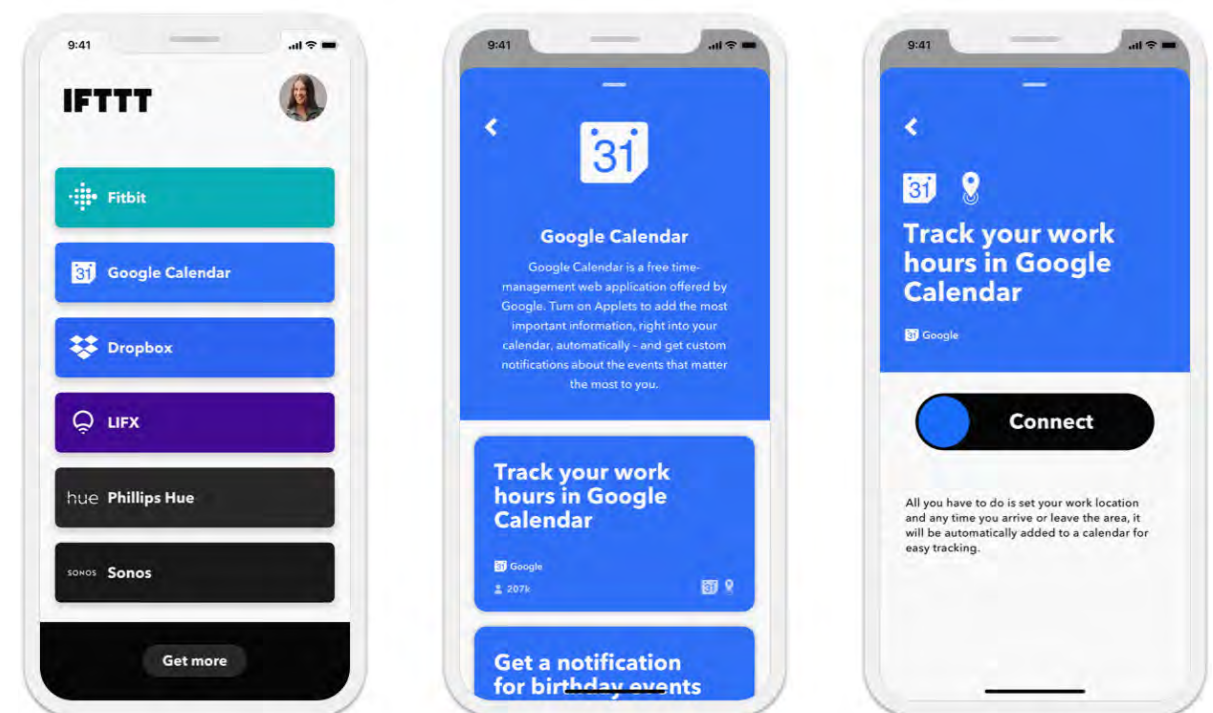 9:41
IFTTT
Fitbit
31 Google Calendar
Dropbox
LIFX
hue Phillips Hue
SONOS Sonos
Get more
9:41
31
Google Calendar
Google Calendar is a free time-
management web application offered by
Google. Turn on Applets to add the most
important information, right into your
calendar, automatically – and get custom
notifications about the events that matter
the most to you.
Track your work
hours in Google
Calendar
31 Google
207k
31
Get a notification
for birthday events
9:41
31
Track your work
hours in Google
Calendar
31 Google
Connect
All you have to do is set your work location
and any time you arrive or leave the area, it
will be automatically added to a calendar for
easy tracking.